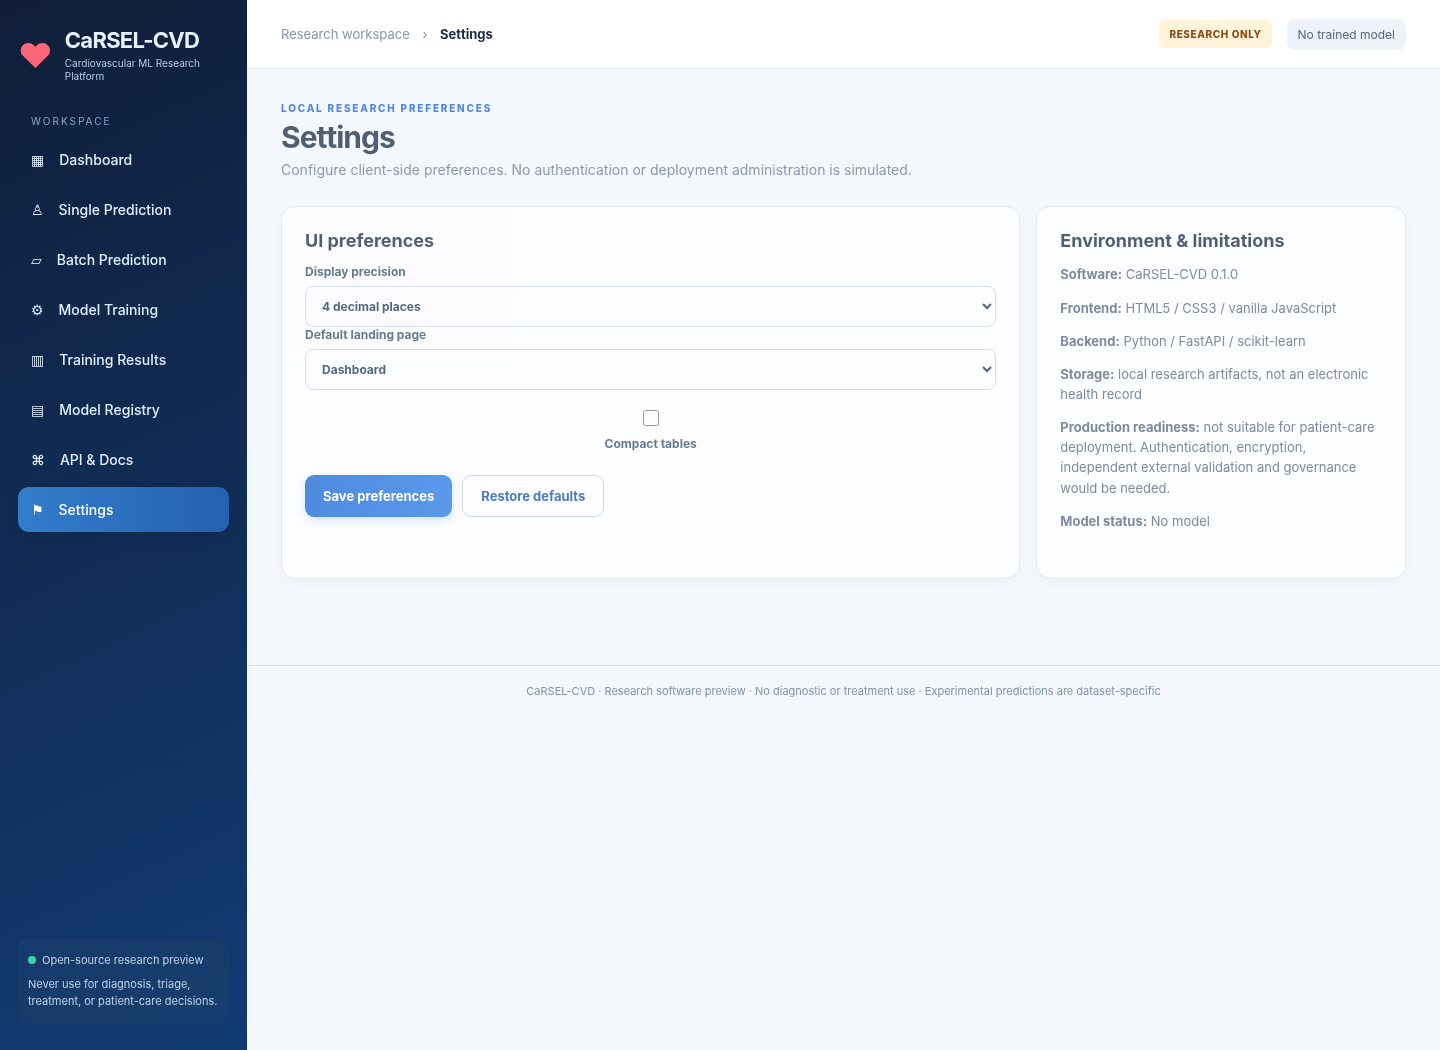 CaRSEL-CVD
Cardiovascular ML Research
Platform
WORKSPACE
Dashboard
Single Prediction
Batch Prediction
Model Training
Training Results
Model Registry
API & Docs
Settings
Open-source research preview
Never use for diagnosis, triage,
treatment, or patient-care decisions.
Research workspace › Settings
RESEARCH ONLY
No trained model
LOCAL RESEARCH PREFERENCES
Settings
Configure client-side preferences. No authentication or deployment administration is simulated.
UI preferences
Display precision
4 decimal places
Default landing page
Dashboard
Compact tables
Save preferences
Restore defaults
Environment & limitations
Software: CaRSEL-CVD 0.1.0
Frontend: HTML5 / CSS3 / vanilla JavaScript
Backend: Python / FastAPI / scikit-learn
Storage: local research artifacts, not an electronic
health record
Production readiness: not suitable for patient-care
deployment. Authentication, encryption,
independent external validation and governance
would be needed.
Model status: No model
CaRSEL-CVD · Research software preview · No diagnostic or treatment use · Experimental predictions are dataset-specific